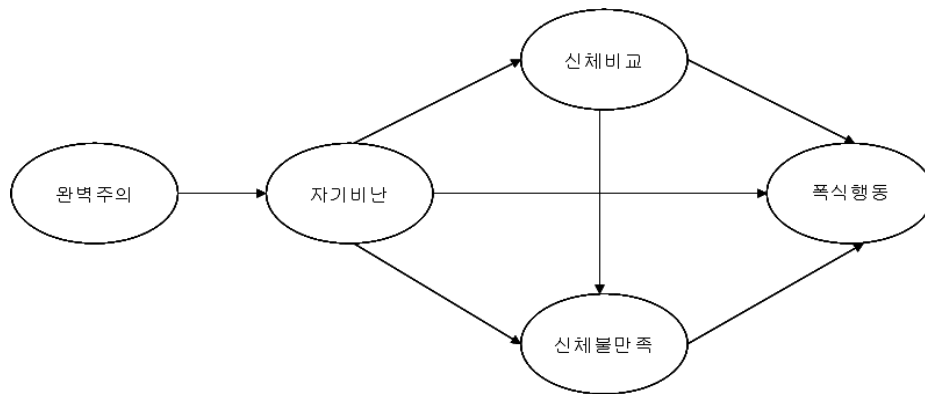 신체비교
완벽주의
자기비난
폭식행동
신체불만족